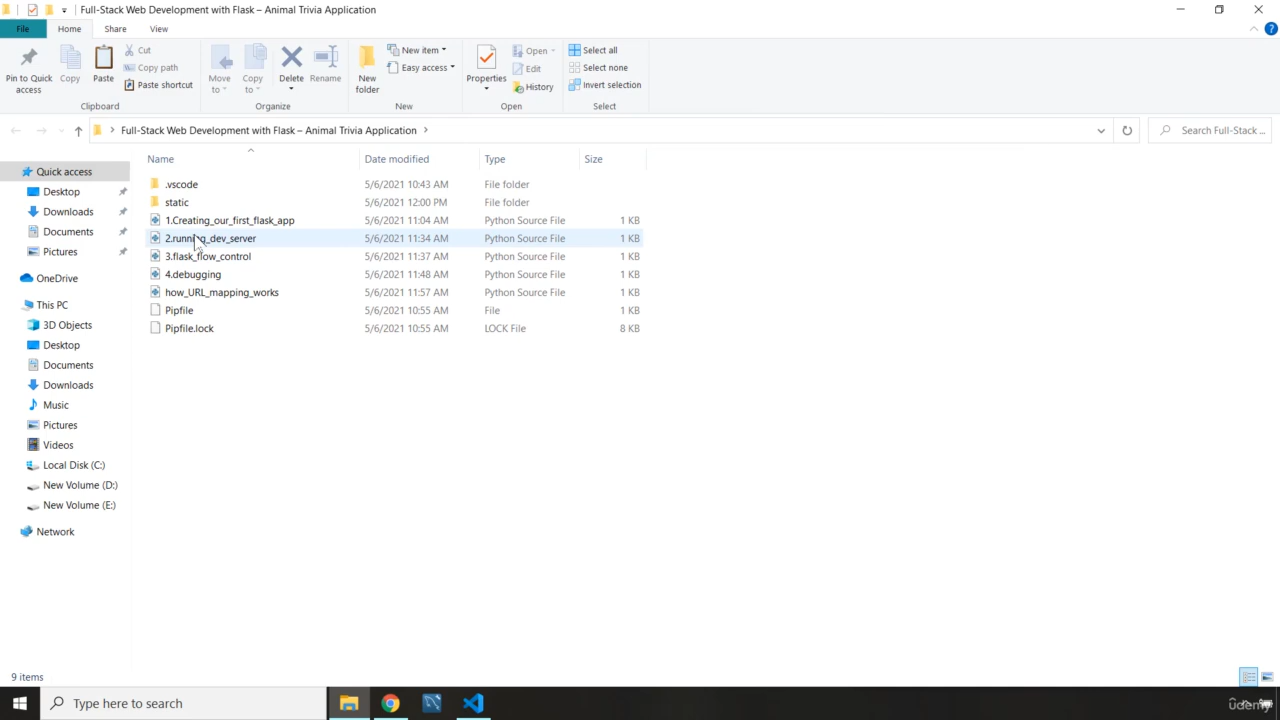 Full-Stack Web Development with Flask – Animal Trivia Application
File Home Share View
Pin to Quick access
Copy
Paste
Cut
Copy path
Paste shortcut
Move to
Copy to
Delete
Rename
New folder
New item
Easy access
Properties
Open
Edit
History
Select all
Select none
Invert selection
Clipboard Organize New Open Select
Full-Stack Web Development with Flask – Animal Trivia Application
Search Full-Stack ...
Name Date modified Type Size
.vscode 5/6/2021 10:43 AM File folder
static 5/6/2021 12:00 PM File folder
1.Creating_our_first_flask_app 5/6/2021 11:04 AM Python Source File 1 KB
2.running_dev_server 5/6/2021 11:34 AM Python Source File 1 KB
3.flask_flow_control 5/6/2021 11:37 AM Python Source File 1 KB
4.debugging 5/6/2021 11:48 AM Python Source File 1 KB
how_URL_mapping_works 5/6/2021 11:57 AM Python Source File 1 KB
Pipfile 5/6/2021 10:55 AM File 1 KB
Pipfile.lock 5/6/2021 10:55 AM LOCK File 8 KB
Quick access
Desktop
Downloads
Documents
Pictures
OneDrive
This PC
3D Objects
Desktop
Documents
Downloads
Music
Pictures
Videos
Local Disk (C:)
New Volume (D:)
New Volume (E:)
Network
9 items
Type here to search
udemy